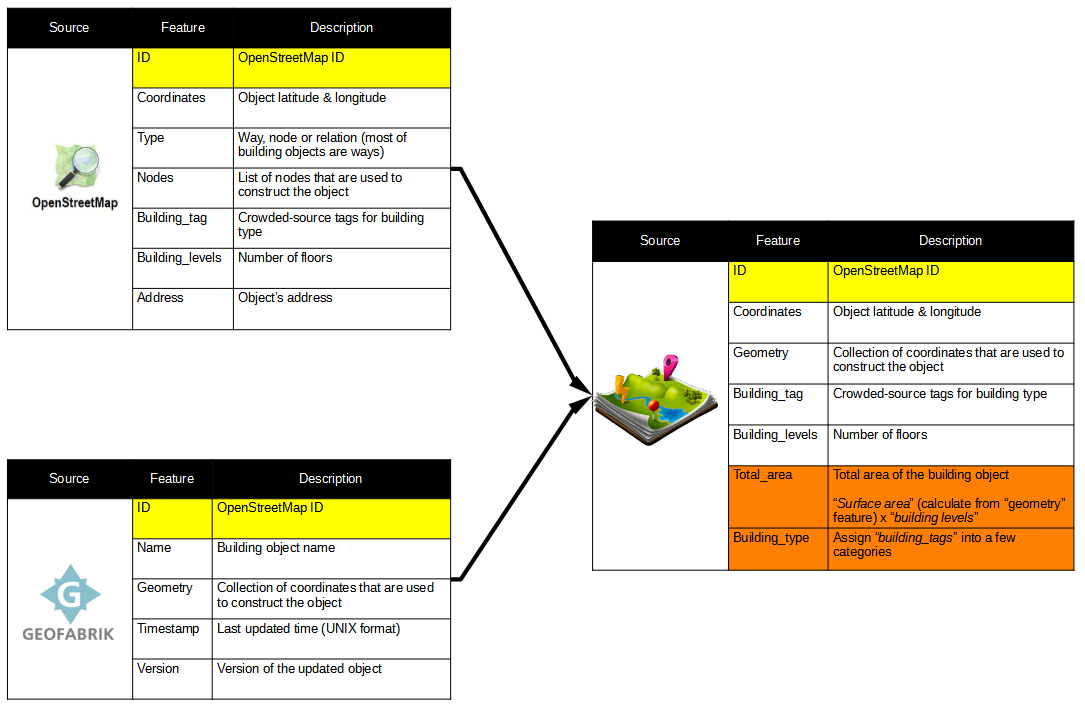 Source Feature Description
ID OpenStreetMap ID
Coordinates Object latitude & longitude
Type Way, node or relation (most of
building objects are ways)
Nodes List of nodes that are used to
construct the object
OpenStreetMap
Building_tag Crowded-source tags for building
type
Building_levels Number of floors
Address Object's address
Source Feature Description
ID OpenStreetMap ID
Name Building object name
Geometry Collection of coordinates that are used
to construct the object
G
GEOFABRIK
Timestamp Last updated time (UNIX format)
Version Version of the updated object
Source Feature Description
ID OpenStreetMap ID
Coordinates Object latitude & longitude
Geometry Collection of coordinates that are used to
construct the object
Building_tag Crowded-source tags for building type
Building_levels Number of floors
Total_area Total area of the building object
“Surface area” (calculate from “geometry”
feature) x “building levels”
Building_type Assign “building_tags” into a few
categories